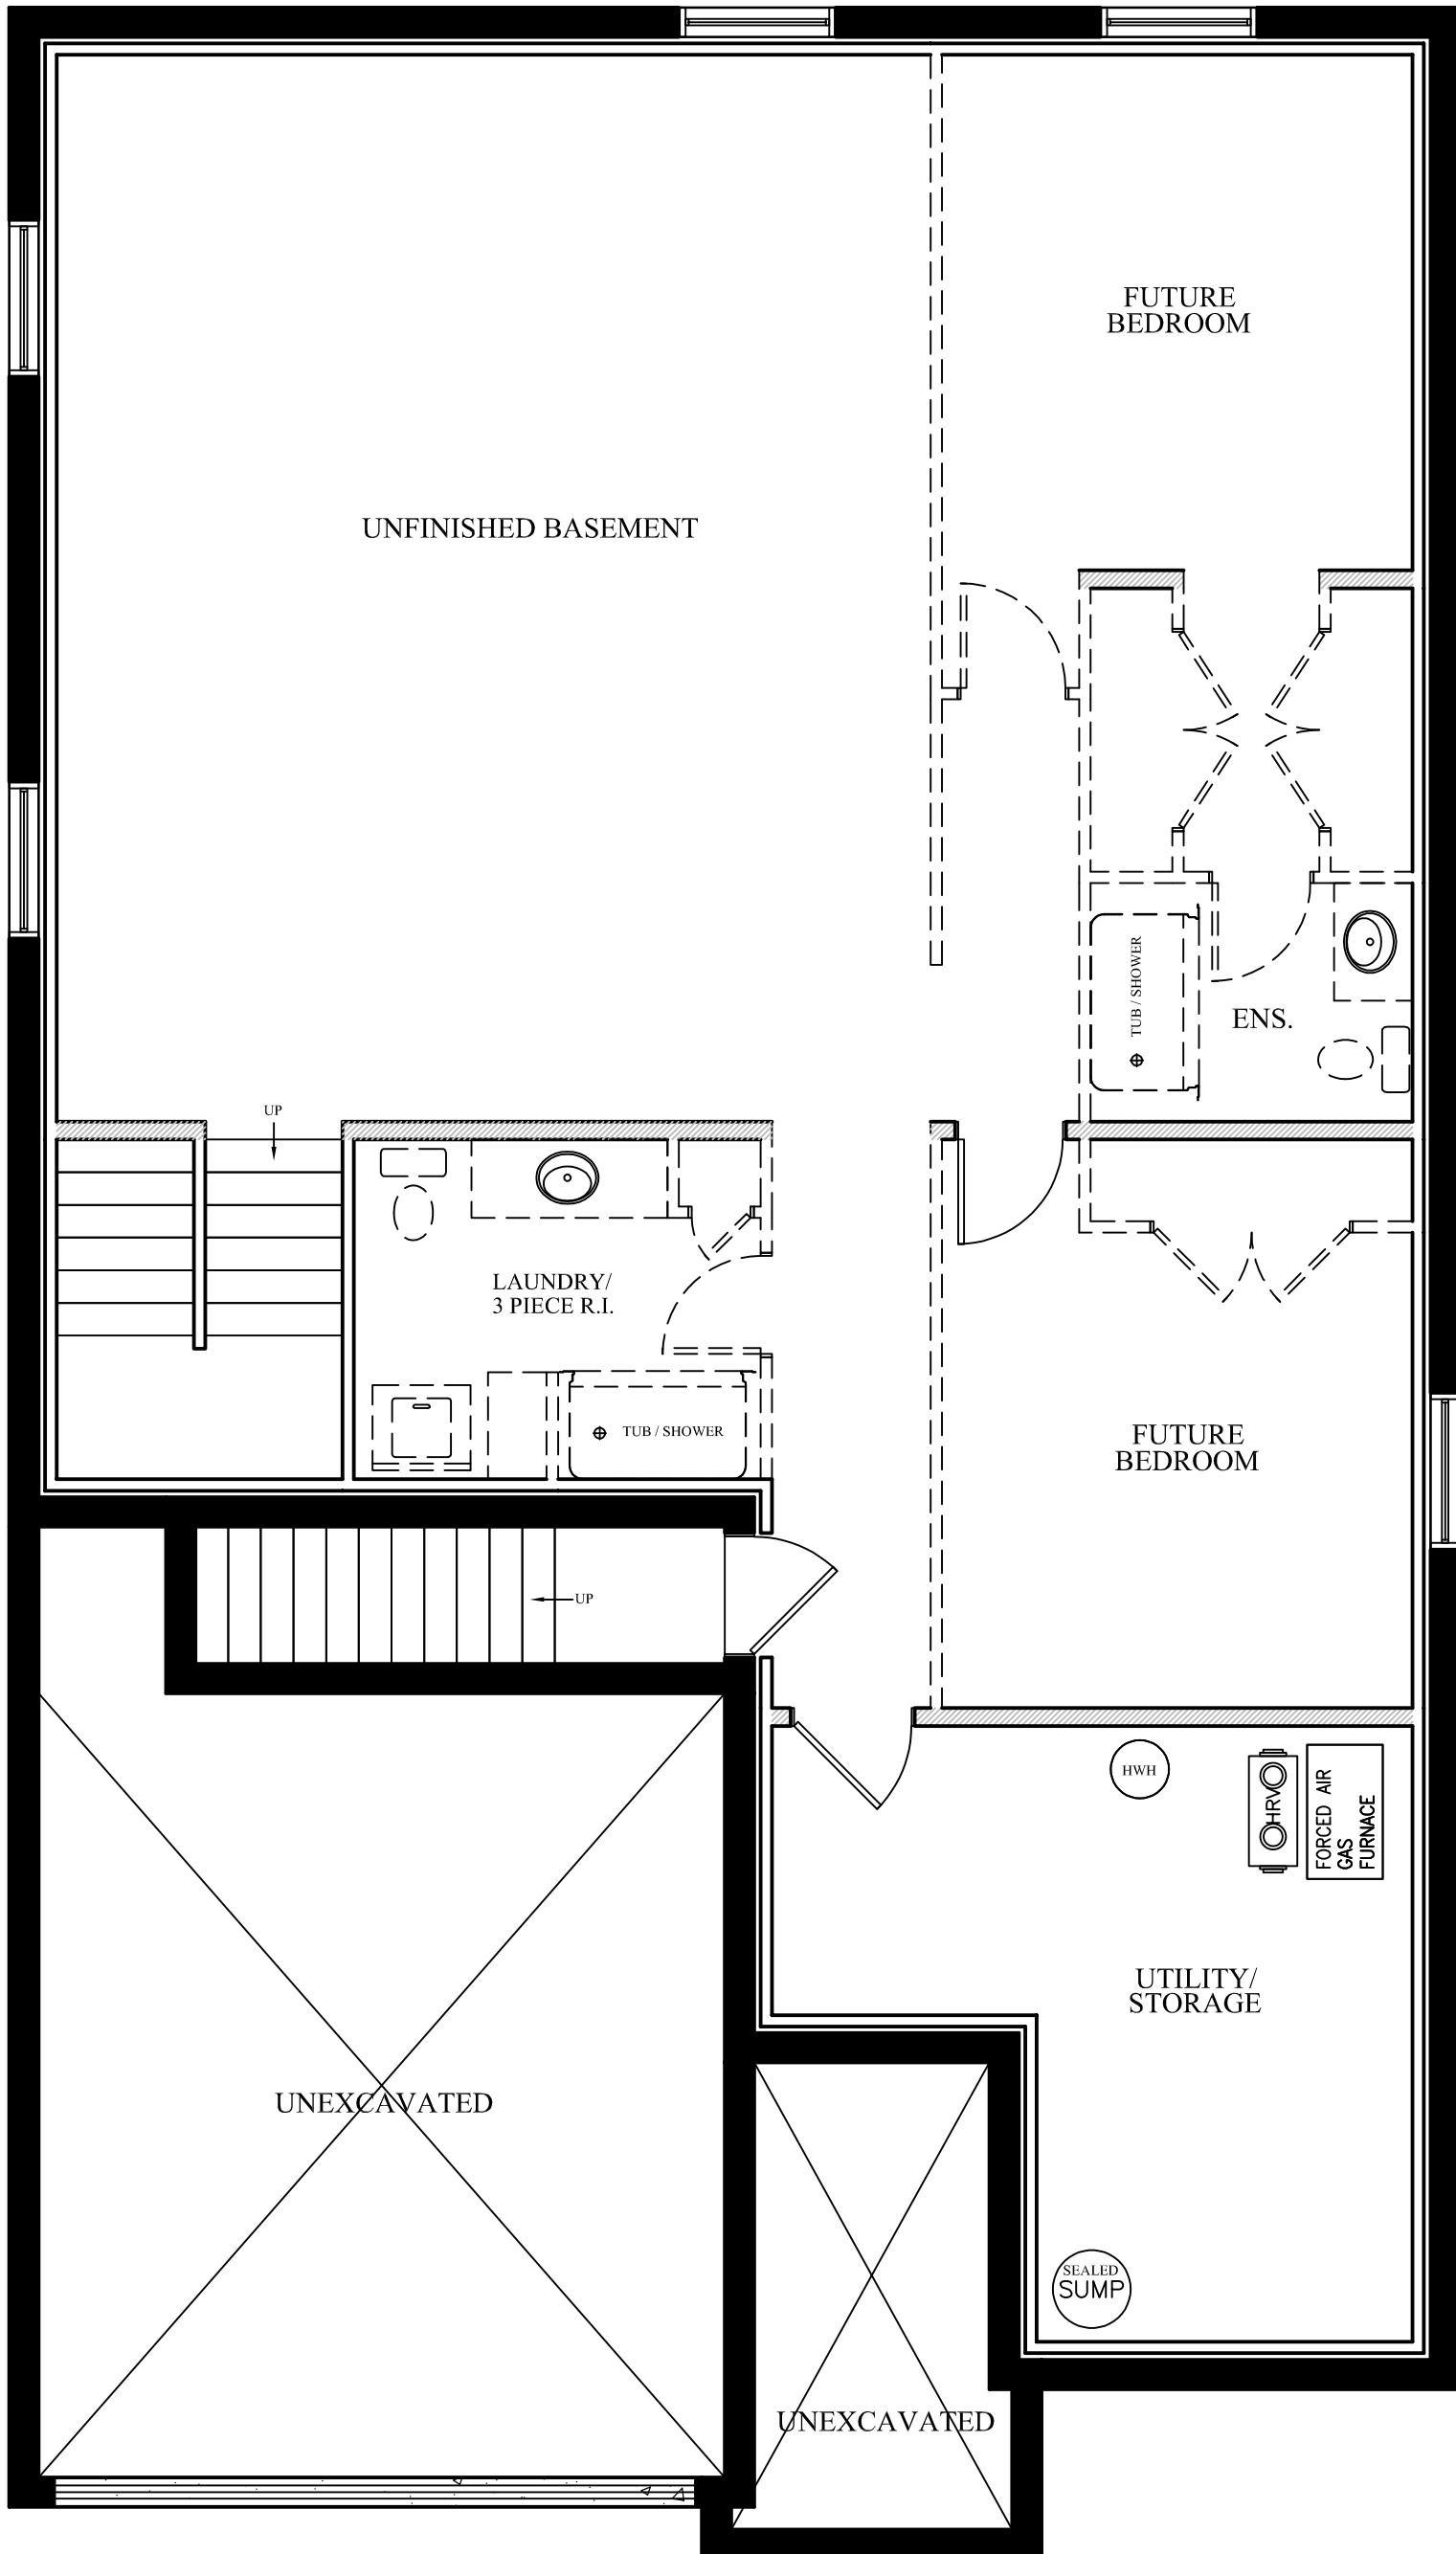 FUTURE
BEDROOM
UNFINISHED BASEMENT
TUB / SHOWER
ENS.
UP
LAUNDRY/
3 PIECE R.I.
TUB / SHOWER
FUTURE
BEDROOM
UP
HWH
HRV
FORCED AIR
GAS
FURNACE
UTILITY/
STORAGE
UNEXCAVATED
SEALED
SUMP
UNEXCAVATED